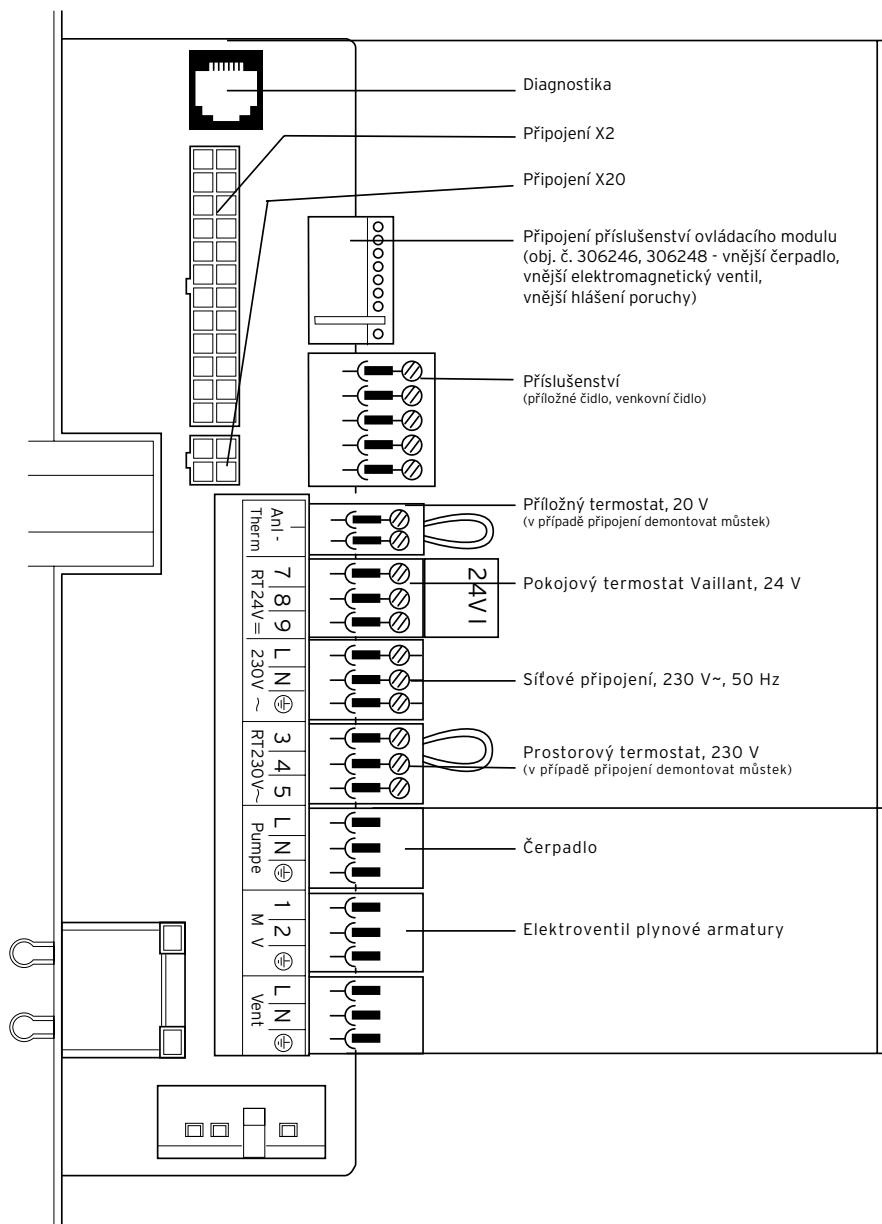 Diagnostika
Připojení X2
Připojení X20
Připojení příslušenství ovládacího modulu
(obj. č. 306246, 306248 - vnější čerpadlo,
vnější elektromagnetický ventil,
vnější hlášení poruchy)
Příslušenství
(příložné čidlo, venkovní čidlo)
Příložný termostat, 20 V
(v případě připojení demontovat můstek)
Pokojový termostat Vaillant, 24 V
Síťové připojení, 230 V~, 50 Hz
Prostorový termostat, 230 V
(v případě připojení demontovat můstek)
Čerpadlo
Elektroventil plynové armatury
Anl-
Therm
7 8 9
RT24V=
24V
L N
230V ~
3 4 5
RT230V~
L N
Pumpe
1 2
M V
L N
Vent